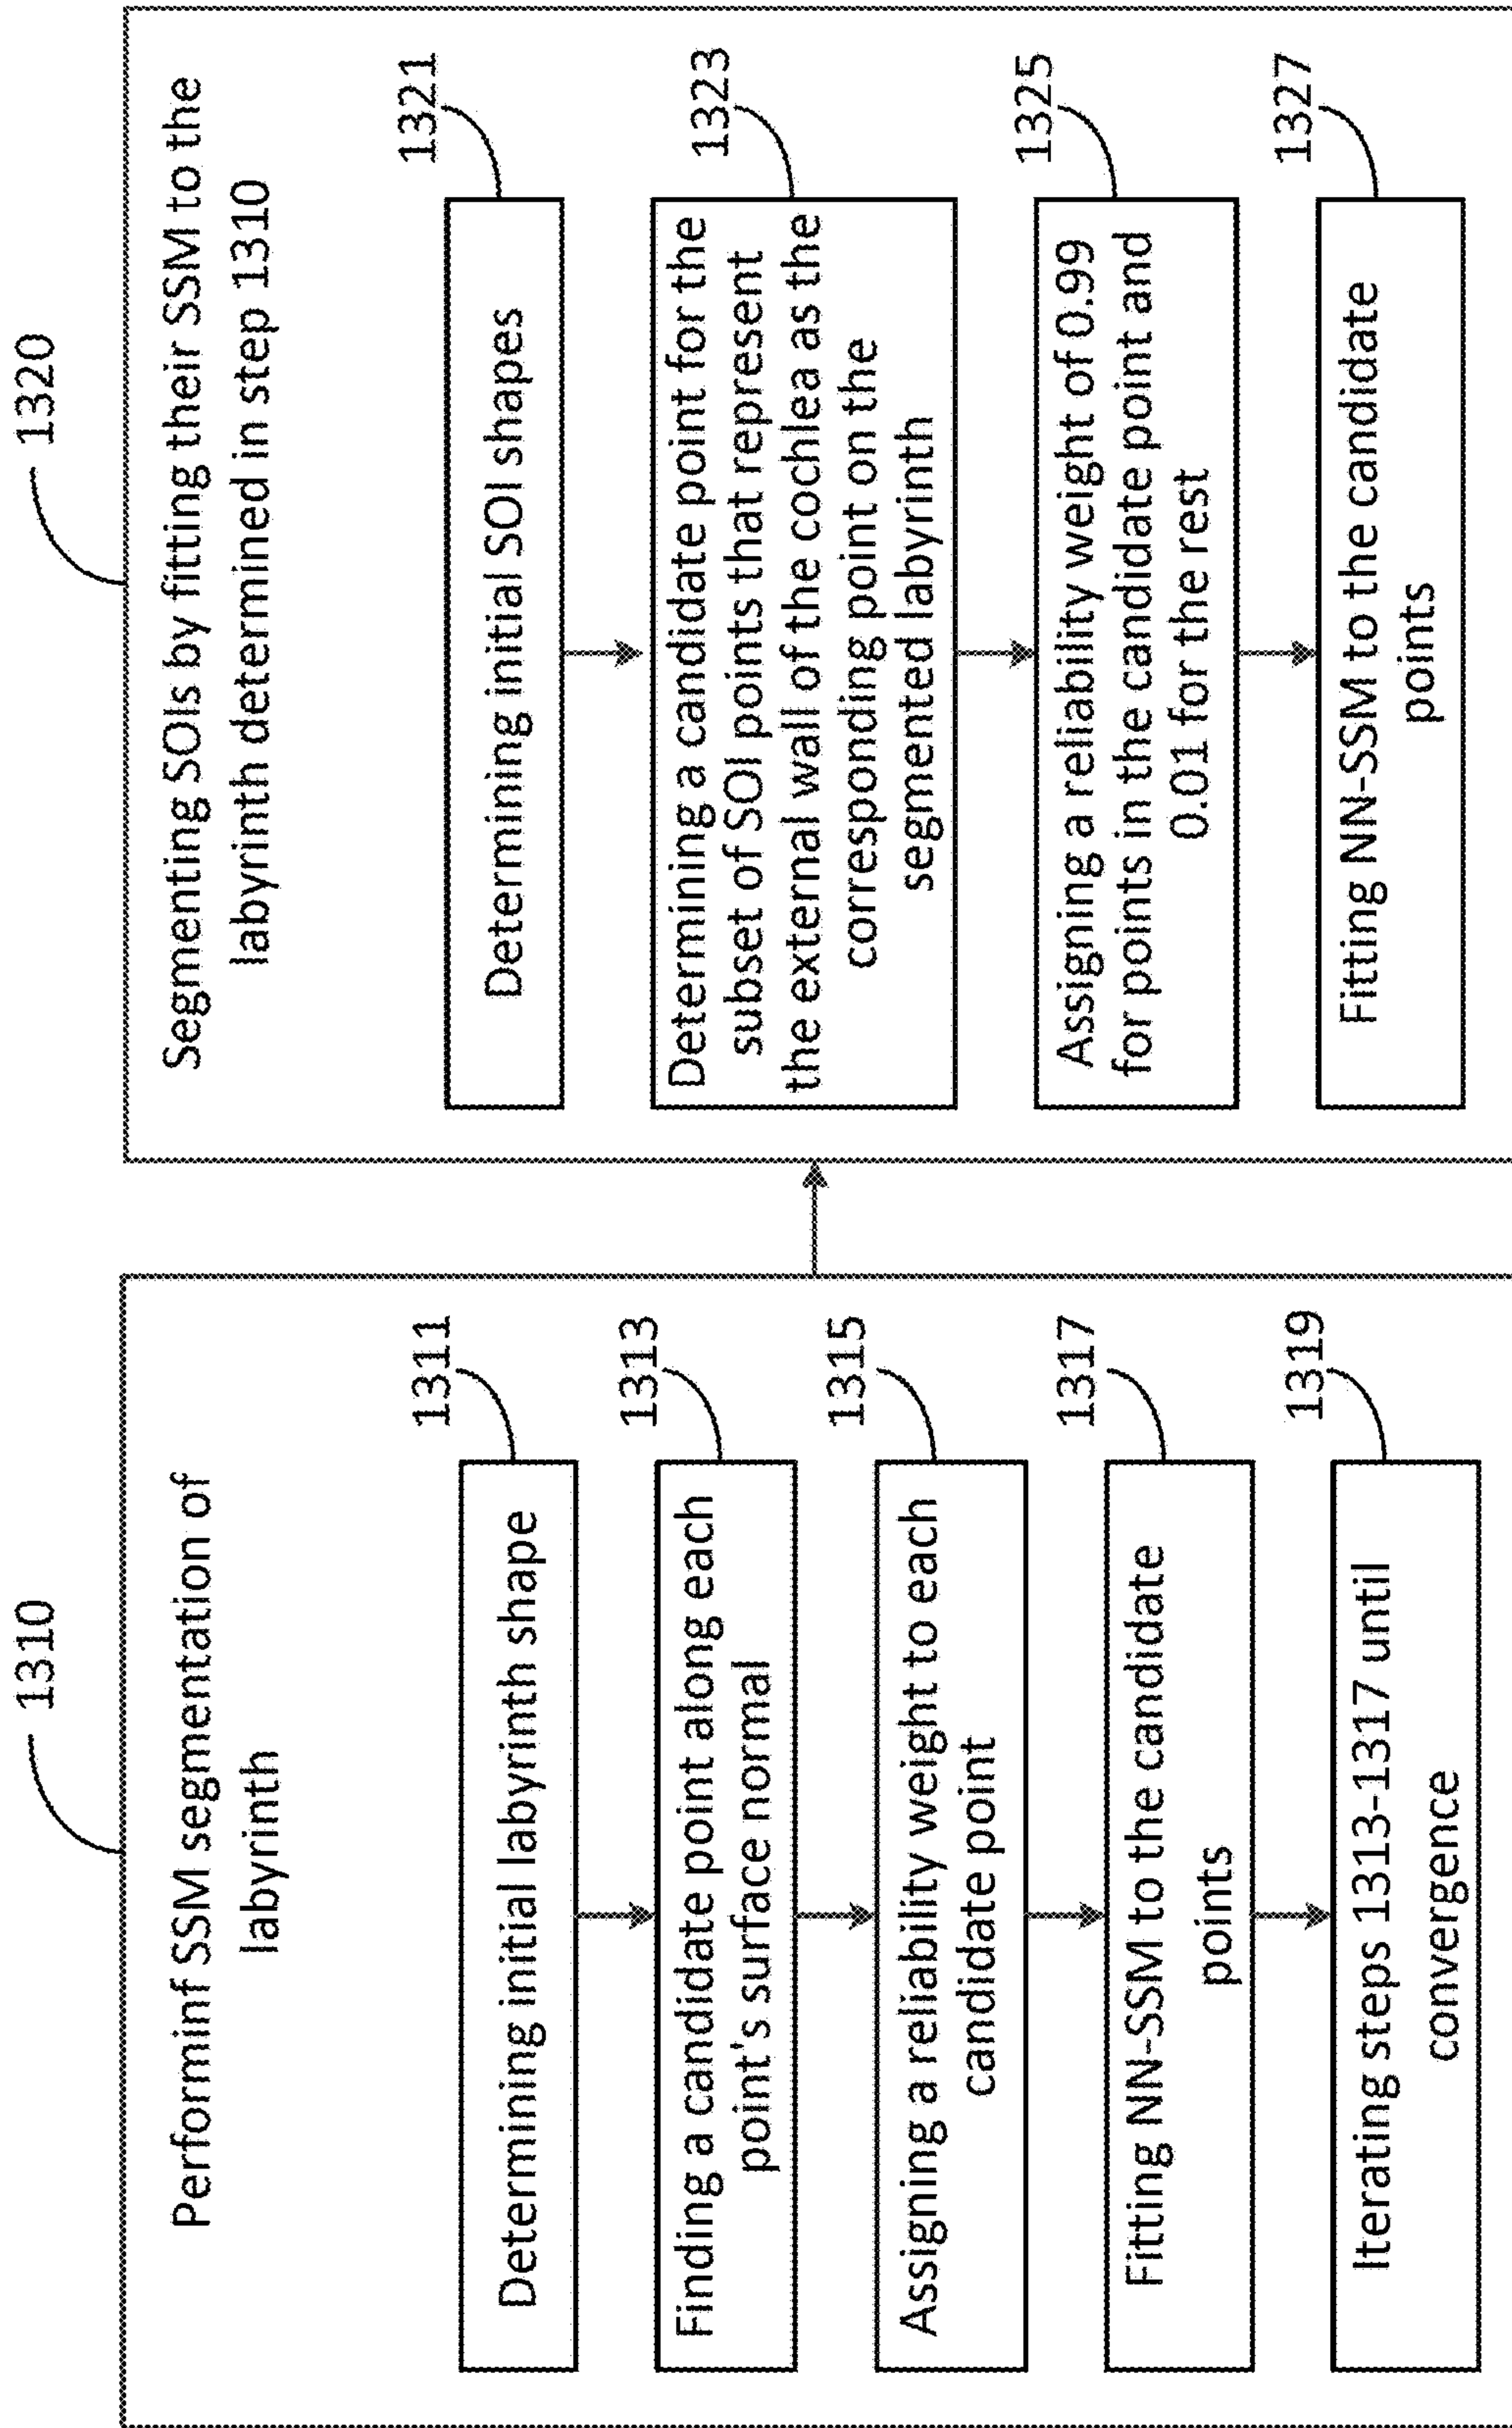 1310
Performinf SSM segmentation of
labyrinth
1311
Determining initial labyrinth shape
1313
Finding a candidate point along each
point's surface normal
1315
Assigning a reliability weight to each
candidate point
1317
Fitting NN-SSM to the candidate
points
1319
Iterating steps 1313-1317 until
convergence
1320
Segmenting SOIs by fitting their SSM to the
labyrinth determined in step 1310
1321
Determining initial SOI shapes
1323
Determining a candidate point for the
subset of SOI points that represent
the external wall of the cochlea as the
corresponding point on the
segmented labyrinth
1325
Assigning a reliability weight of 0.99
for points in the candidate point and
0.01 for the rest
1327
Fitting NN-SSM to the candidate
points